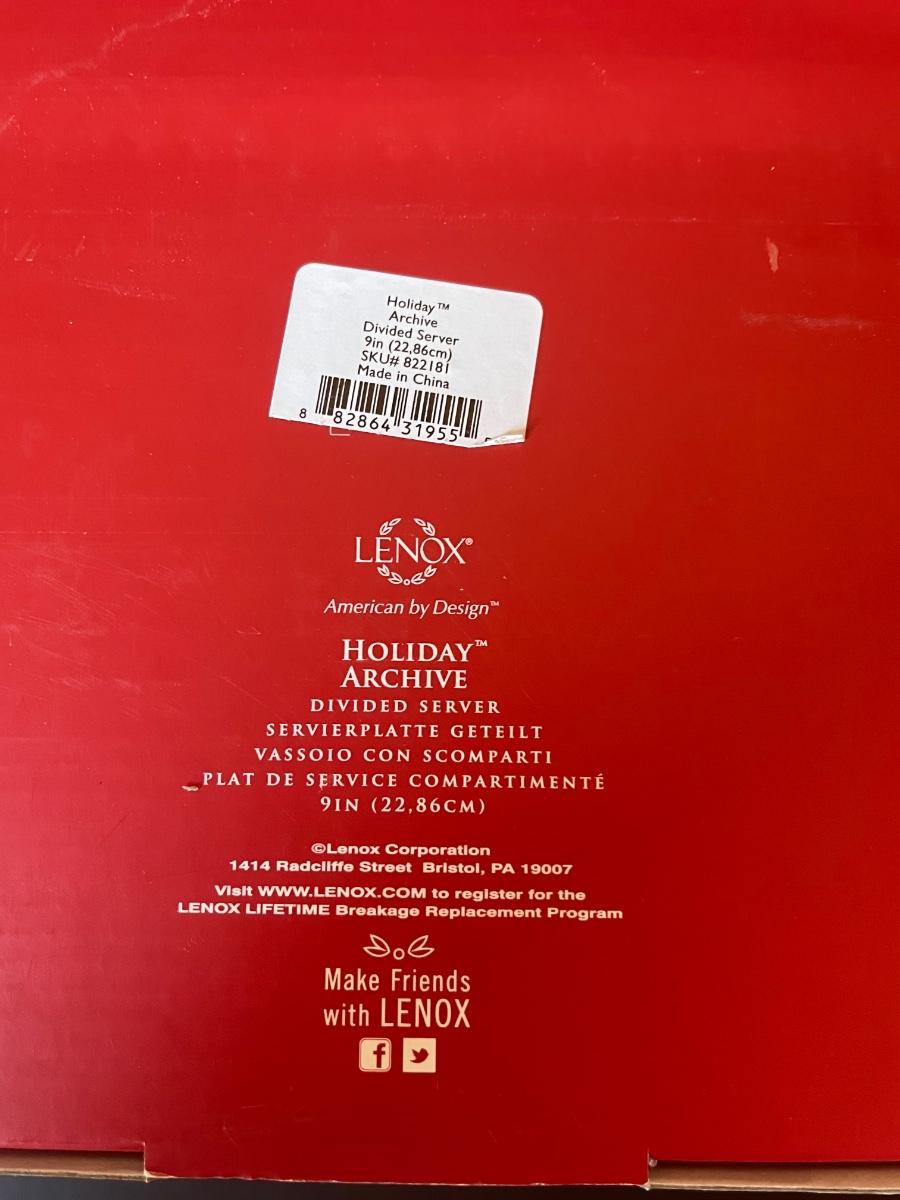 Holiday™
Archive
Divided Server
9in (22,86cm)
SKU# 822181
Made in China
8 82864 31955
LENOX®
American by Design™
HOLIDAY™
ARCHIVE
DIVIDED SERVER
SERVIERPLATTE GETEILT
VASSOIO CON SCOMPARTI
PLAT DE SERVICE COMPARTIMENTÉ
9IN (22,86CM)
©Lenox Corporation
1414 Radcliffe Street Bristol, PA 19007
Visit WWW.LENOX.COM to register for the
LENOX LIFETIME Breakage Replacement Program
Make Friends
with LENOX
f